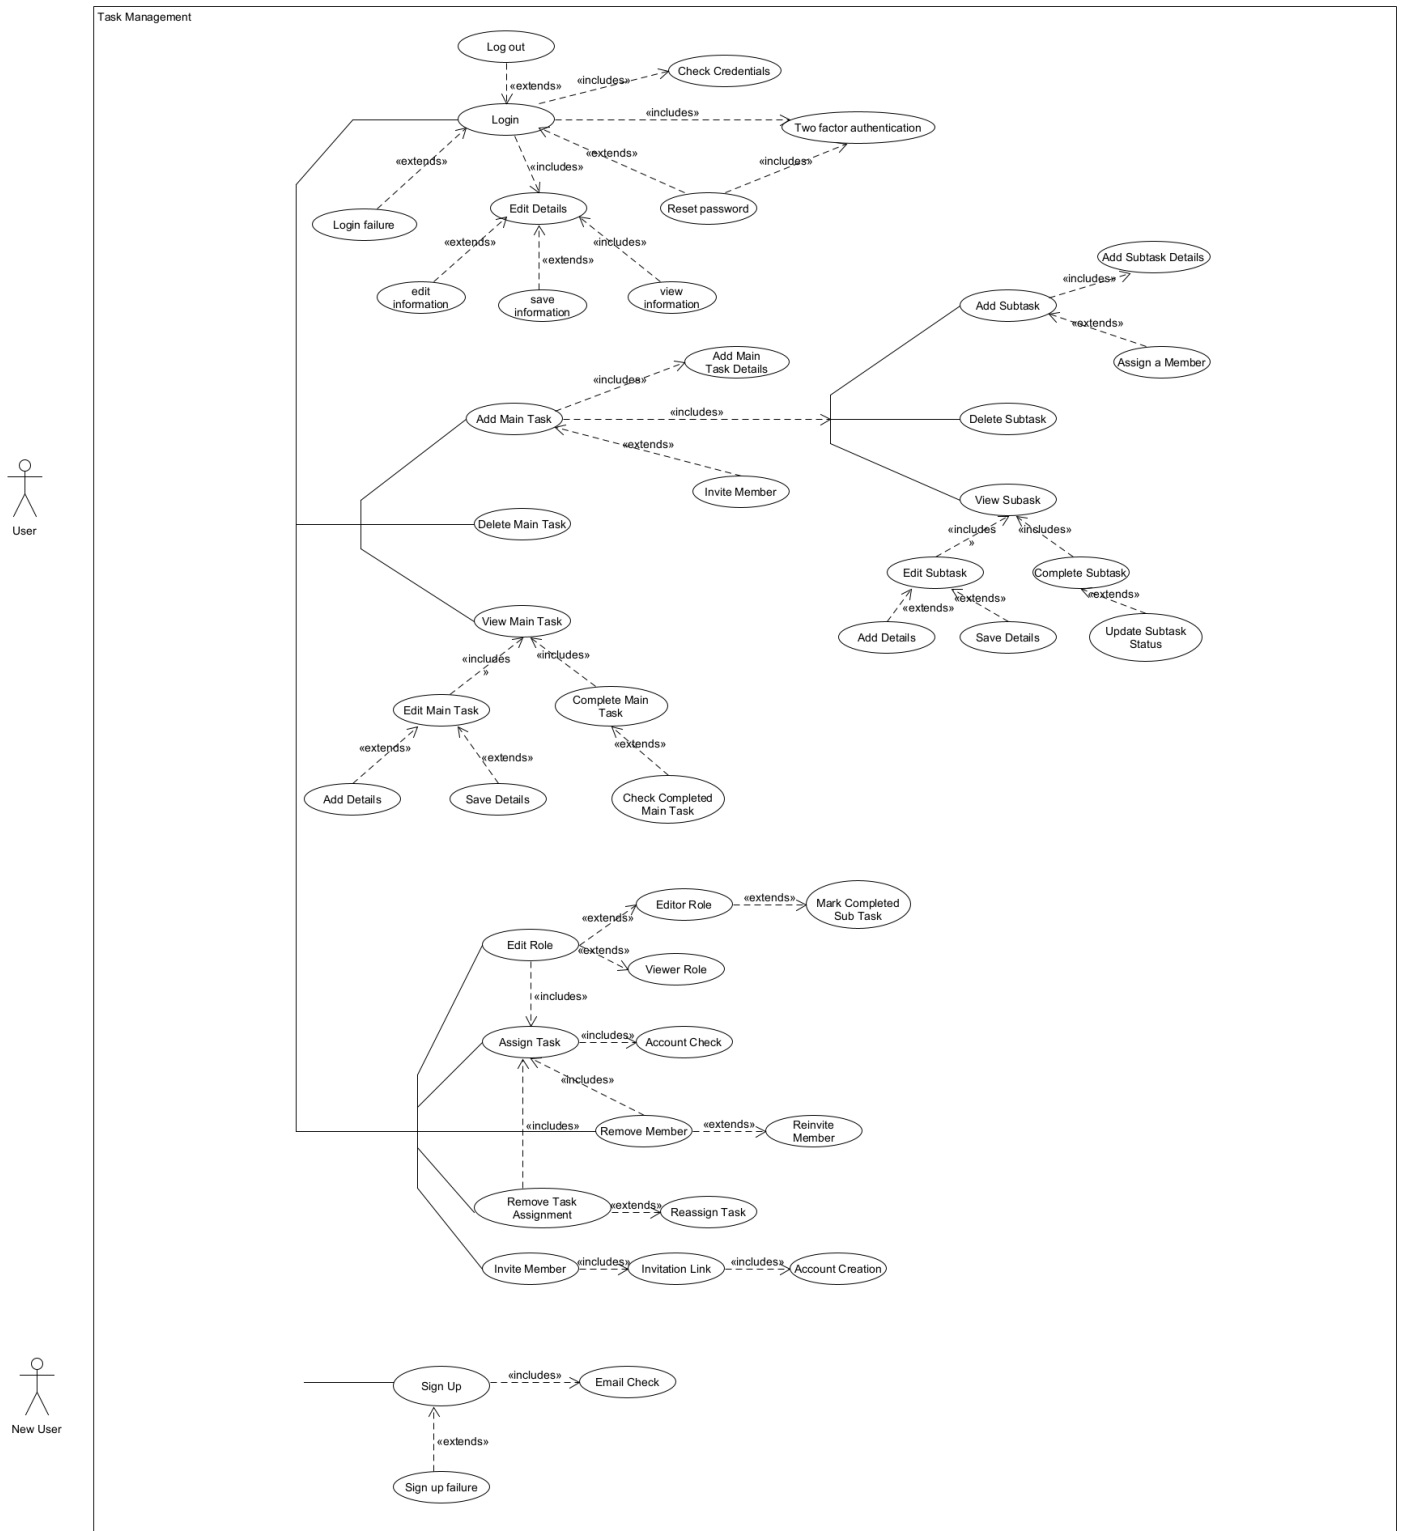 Task Management
Log out
«extends»
«includes»
Check Credentials
Login
«includes»
Two factor authentication
«extends»
«includes»
«extends»
«includes»
Login failure
Edit Details
Reset password
«extends»
«extends»
«includes»
edit
information
save
information
view
information
Add Subtask Details
«includes»
Add Subtask
«extends»
Assign a Member
Add Main
Task Details
«includes»
Add Main Task
«includes»
Delete Subtask
«extends»
Invite Member
View Subask
«includes
»
«includes»
Delete Main Task
User
Edit Subtask
Complete Subtask
«extends»
«extends»
«extends»
Add Details
Save Details
Update Subtask
Status
View Main Task
«includes
»
«includes»
Edit Main Task
Complete Main
Task
«extends»
«extends»
«extends»
Add Details
Save Details
Check Completed
Main Task
Editor Role
«extends»
Mark Completed
Sub Task
«extends»
Edit Role
«extends»
Viewer Role
«includes»
Assign Task
«includes»
Account Check
«includes»
«includes»
Remove Member
«extends»
Reinvite
Member
Remove Task
Assignment
«extends»
Reassign Task
Invite Member
«includes»
Invitation Link
«includes»
Account Creation
Sign Up
«includes»
Email Check
New User
«extends»
Sign up failure